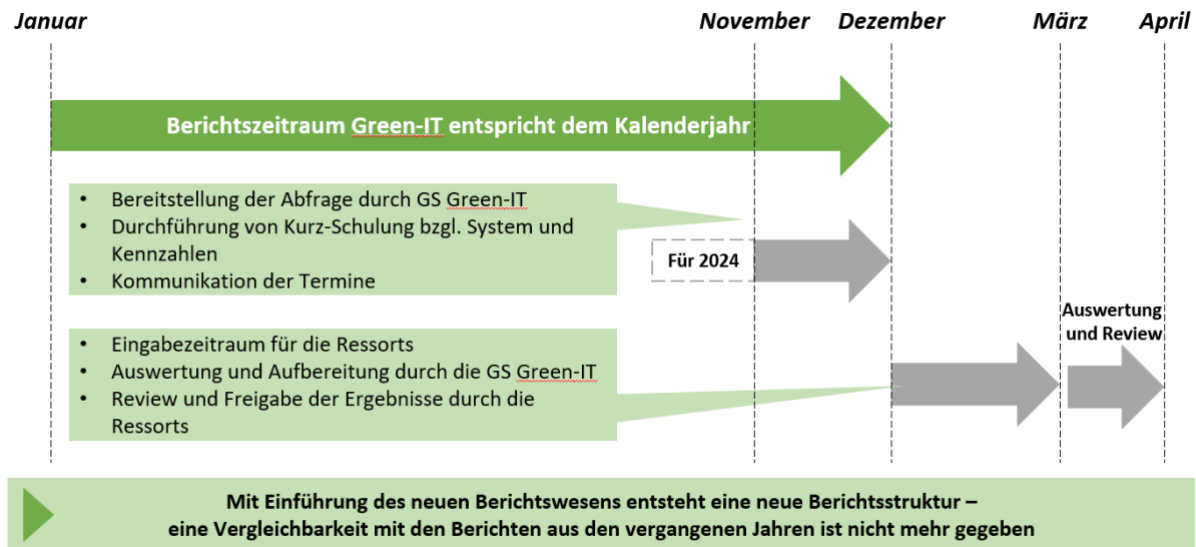 Januar
November
Dezember
März
April
Berichtszeitraum Green-IT entspricht dem Kalenderjahr
• Bereitstellung der Abfrage durch GS Green-IT
• Durchführung von Kurz-Schulung bzgl. System und
Kennzahlen
• Kommunikation der Termine
Für 2024
Auswertung
und Review
• Eingabezeitraum für die Ressorts
• Auswertung und Aufbereitung durch die GS Green-IT
• Review und Freigabe der Ergebnisse durch die
Ressorts
Mit Einführung des neuen Berichtswesens entsteht eine neue Berichtsstruktur –
eine Vergleichbarkeit mit den Berichten aus den vergangenen Jahren ist nicht mehr gegeben